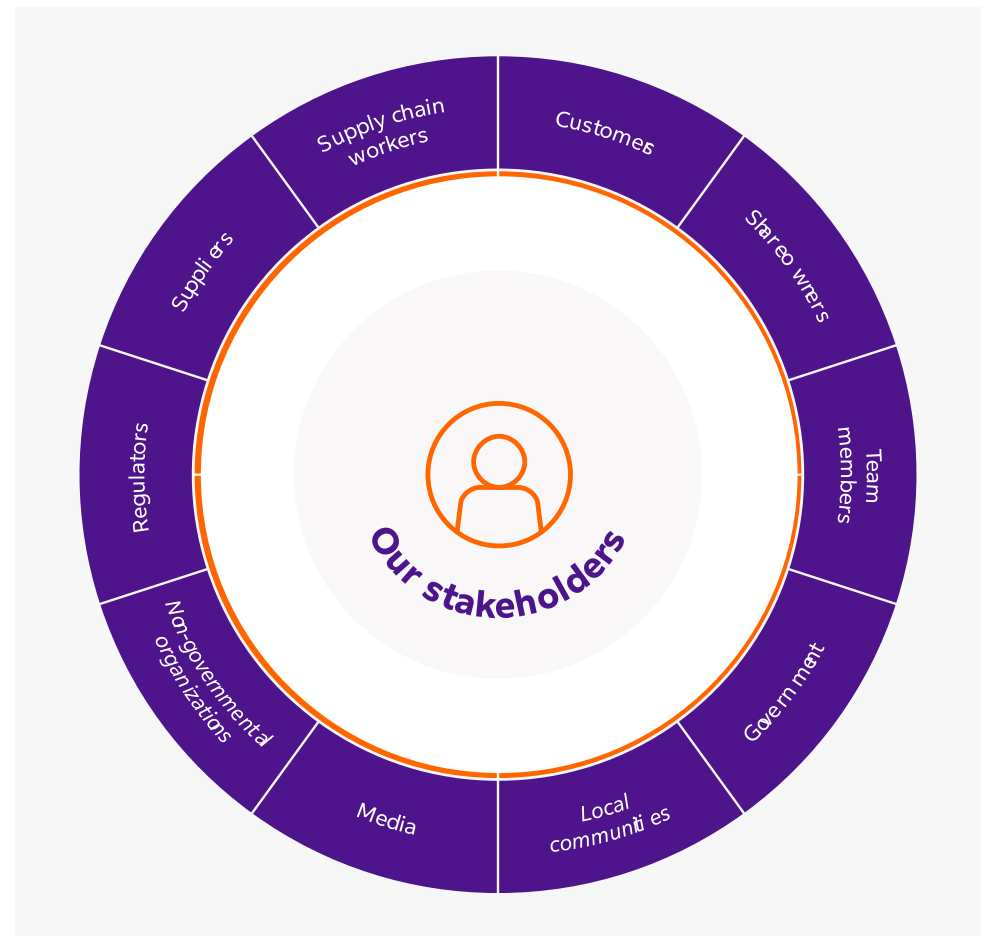 Customers
Shareowners
Team
members
Government
Local
communities
Media
Non-governmental
organizations
Regulators
Suppliers
Supply chain
workers
Our stakeholders